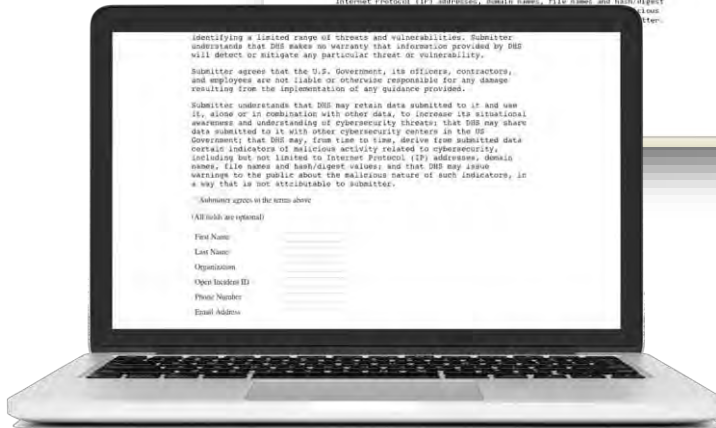 Internet Protocol (IP) addresses, domain names, file names and hash/digest
identifying a limited range of threats and vulnerabilities. Submitter
understands that DHS makes no warranty that information provided by DHS
will detect or mitigate any particular threat or vulnerability.
Submitter agrees that the U.S. Government, its officers, contractors,
and employees are not liable or otherwise responsible for any damage
resulting from the implementation of any guidance provided.
Submitter understands that DHS may retain data submitted to it and use
it, alone or in combination with other data, to increase its situational
awareness and understanding of cybersecurity threats; that DHS may share
data submitted to it with other cybersecurity centers in the US
Government; that DHS may, from time to time, derive from submitted data
certain indicators of malicious activity related to cybersecurity,
including but not limited to Internet Protocol (IP) addresses, domain
names, file names and hash/digest values; and that DHS may issue
warnings to the public about the malicious nature of such indicators, in
a way that is not attributable to submitter.
Submitter agrees to the terms above
(All fields are optional)
First Name
Last Name
Organization
Open Incident ID
Phone Number
Email Address